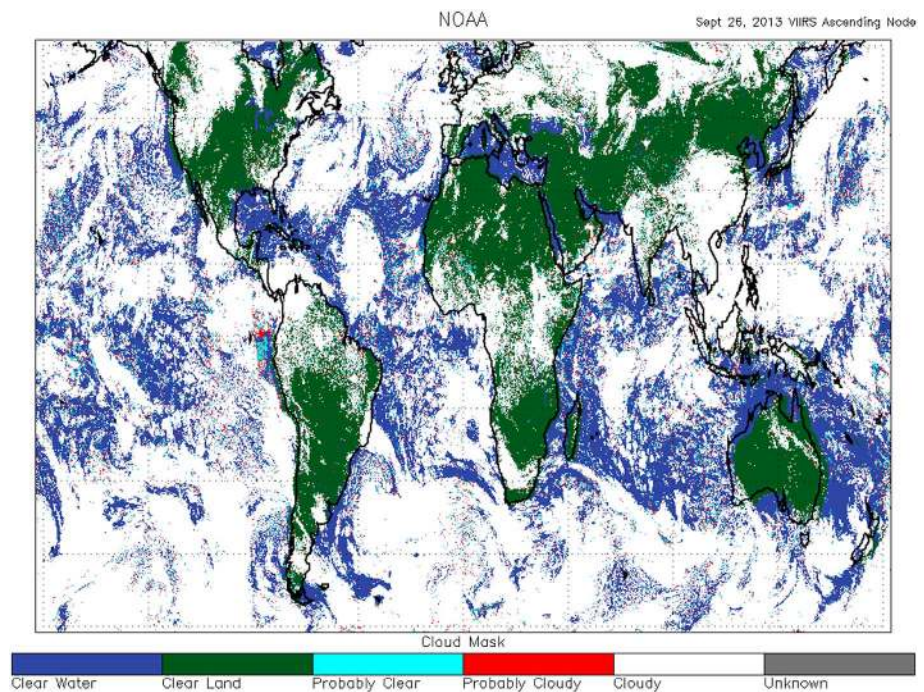 NOAA
Sept 26, 2013 VIIRS Ascending Node
Cloud Mask
Clear Water Clear Land Probably Clear Probably Cloudy Cloudy Unknown